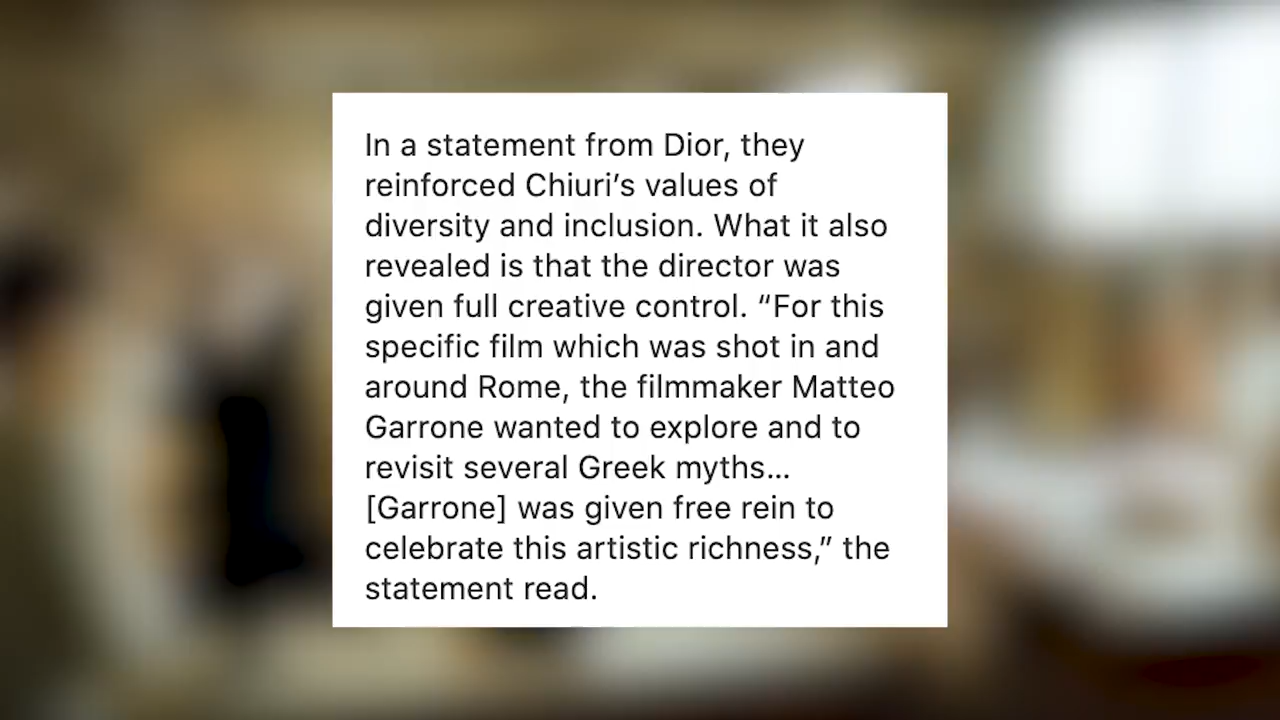 In a statement from Dior, they
reinforced Chiuri’s values of
diversity and inclusion. What it also
revealed is that the director was
given full creative control. “For this
specific film which was shot in and
around Rome, the filmmaker Matteo
Garrone wanted to explore and to
revisit several Greek myths...
[Garrone] was given free rein to
celebrate this artistic richness,” the
statement read.